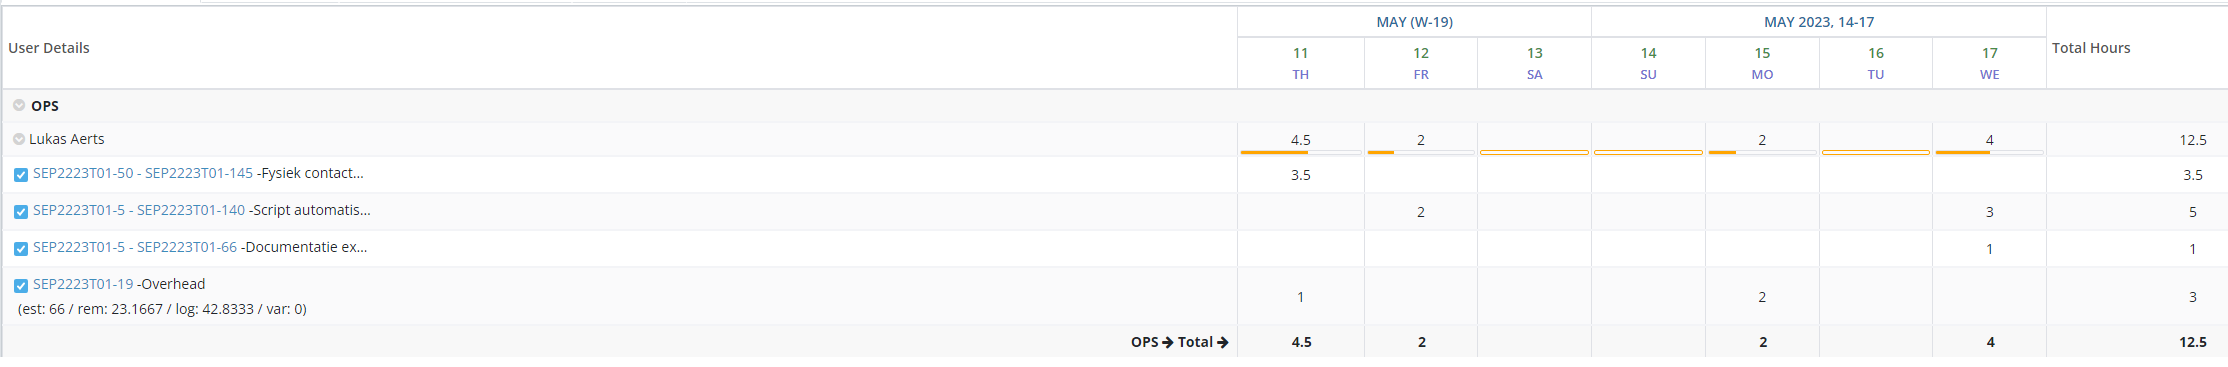 MAY (W-19) MAY 2023, 14-17
User Details Total Hours
11 12 13 14 15 16 17
TH FR SA SU MO TU WE
OPS
Lukas Aerts 4.5 2 2 4 12.5
SEP2223T01-50 - SEP2223T01-145 -Fysiek contact... 3.5 3.5
SEP2223T01-5 - SEP2223T01-140 -Script automatis... 2 3 5
SEP2223T01-5 - SEP2223T01-66 -Documentatie ex... 1 1
SEP2223T01-19 -Overhead 1 2 3
(est: 66 / rem: 23.1667 / log: 42.8333 / var: 0)
OPS → Total → 4.5 2 2 4 12.5